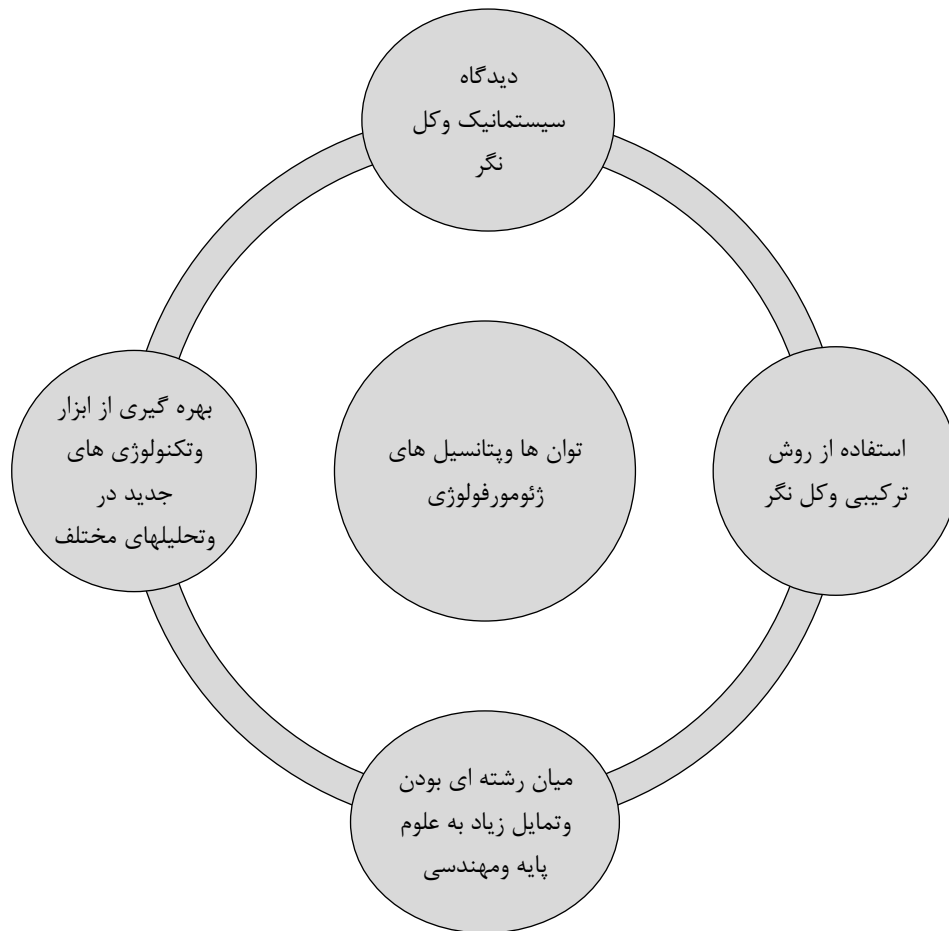 دیدگاه
سیستمانیک وکل
نگر
استفاده از روش
ترکیبی وکل نگر
توان ها وپتانسیل های
ژئومورفولوژی
بهره گیری از ابزار
وتکنولوژی های
جدید در
وتحلیلهای مختلف
میان رشته ای بودن
وتمایل زیاد به علوم
پایه ومهندسی